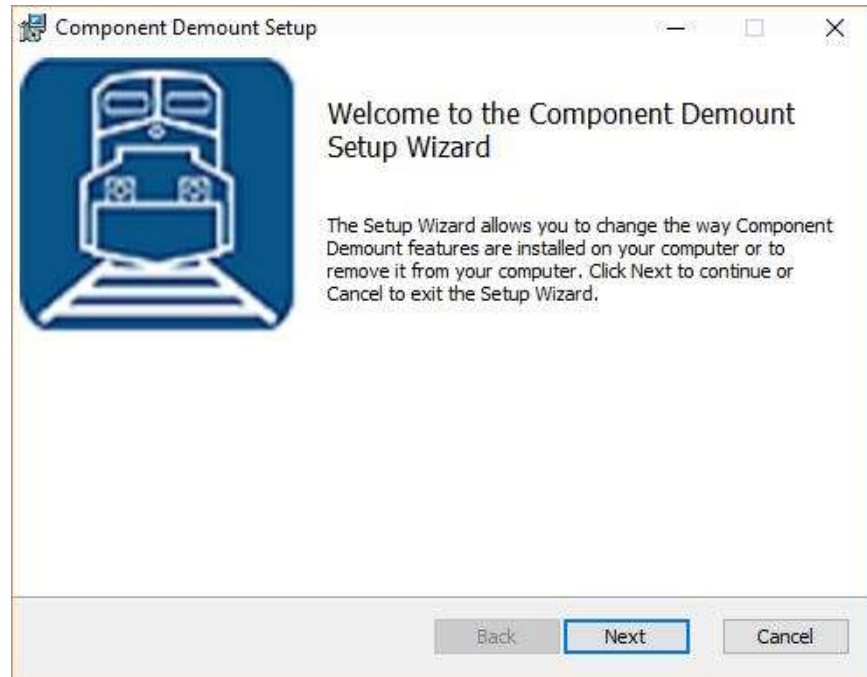 Component Demount Setup
Welcome to the Component Demount
Setup Wizard
The Setup Wizard allows you to change the way Component
Demount features are installed on your computer or to
remove it from your computer. Click Next to continue or
Cancel to exit the Setup Wizard.
Back Next Cancel